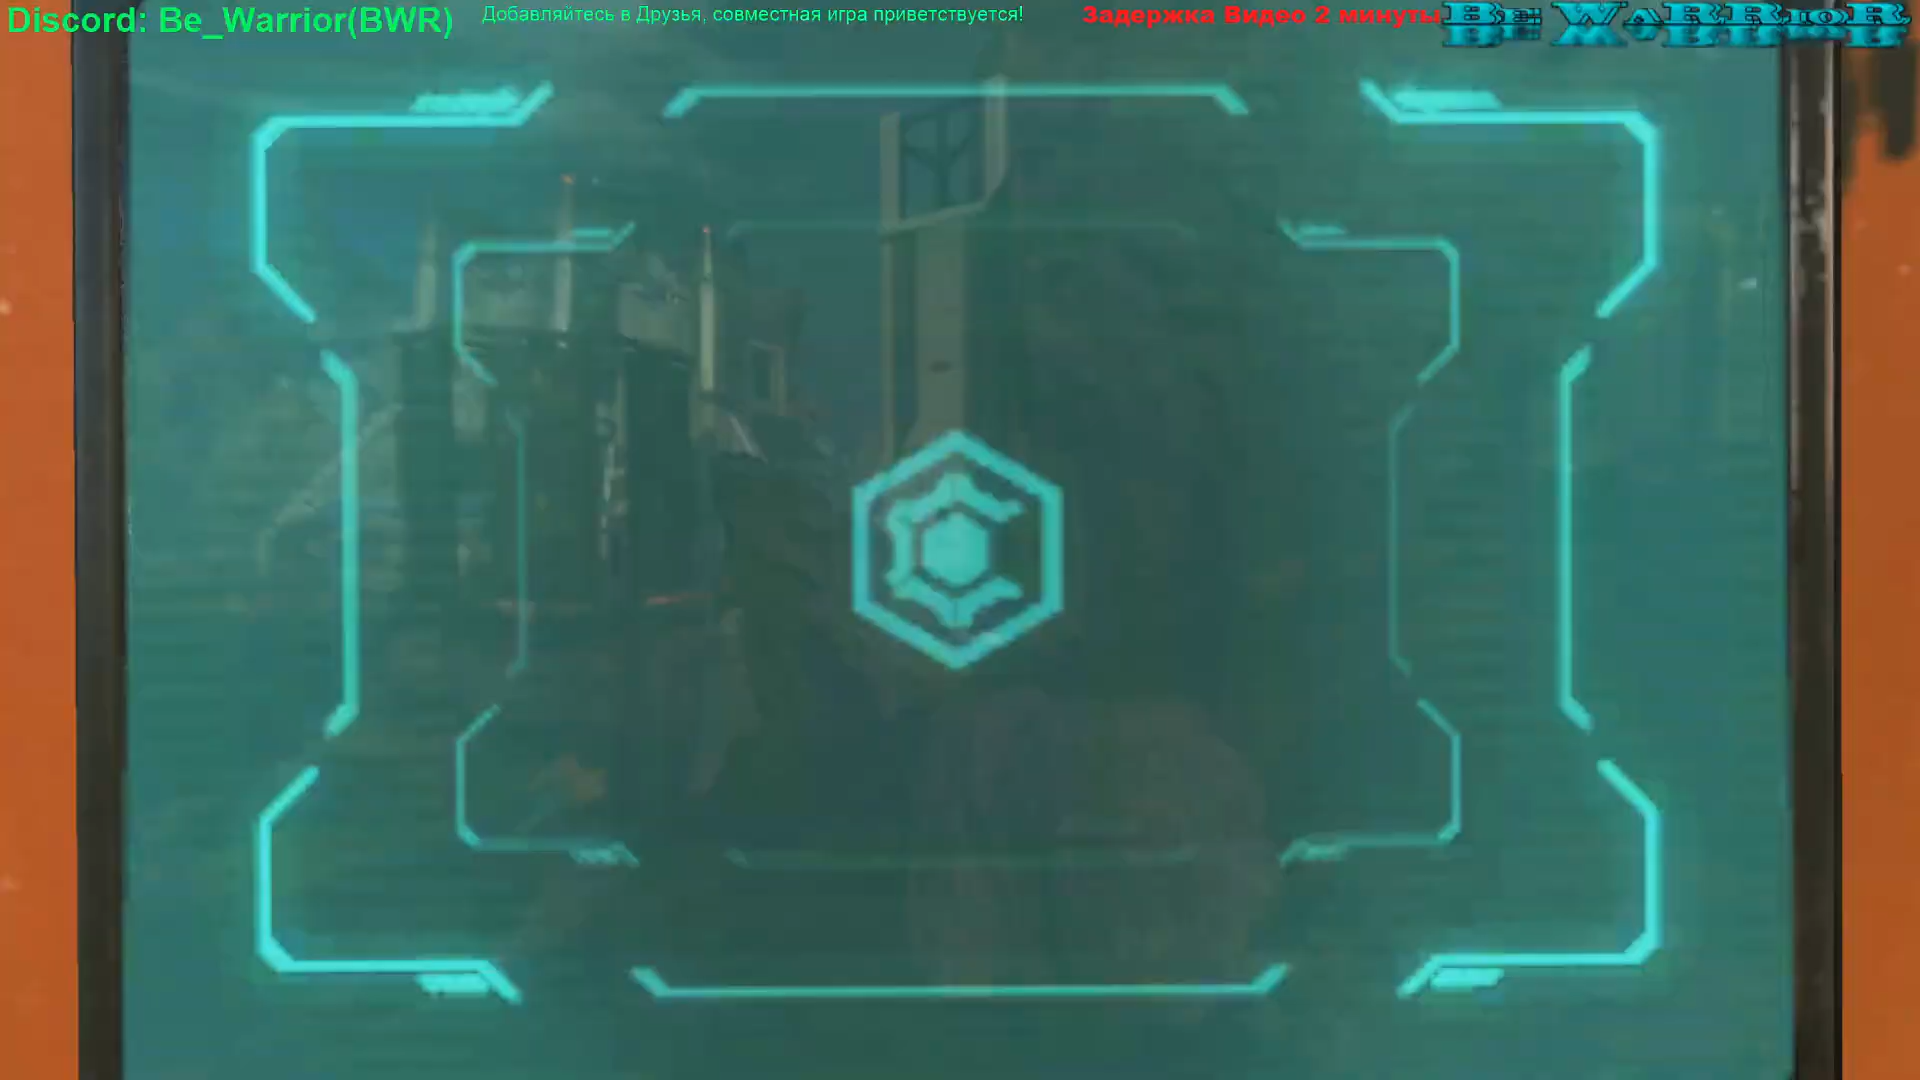 Discord: Be_Warrior(BWR)
Добавляйтесь в Друзья, совместная игра приветствуется!
Задержка Видео 2 минуты
Be WaRRioR